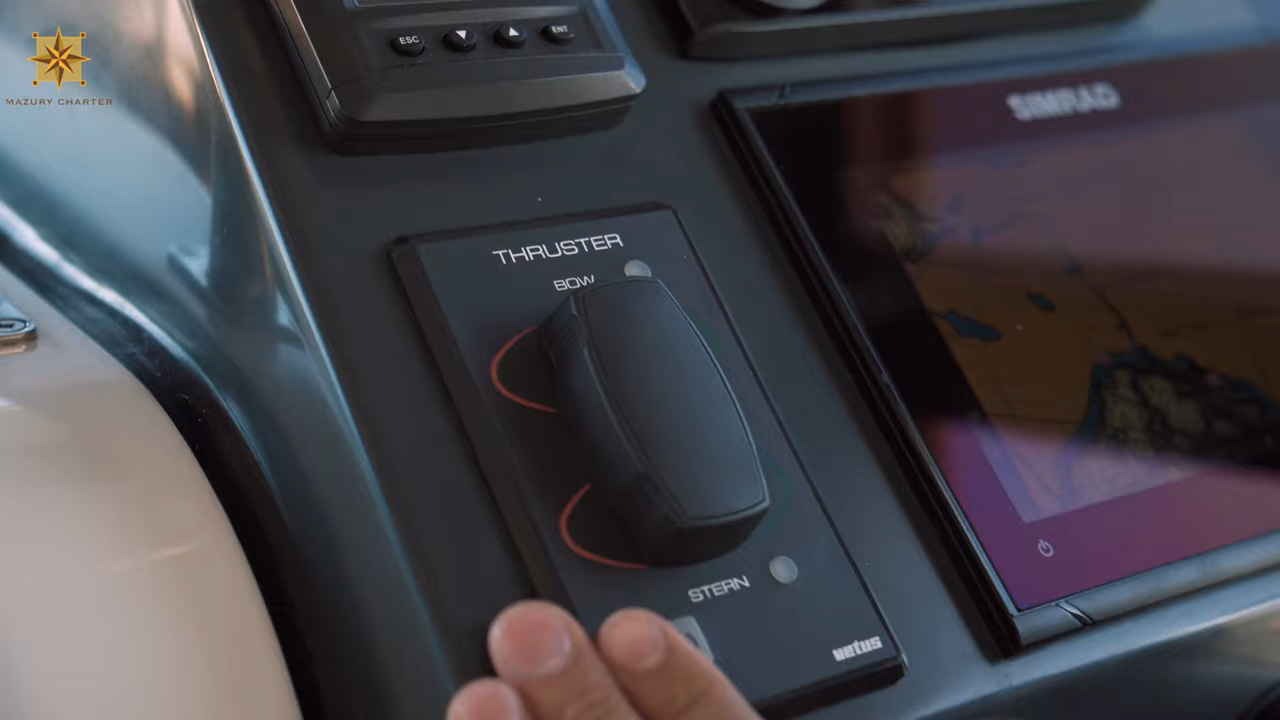 MAZURY CHARTER
ESC
ENT
SIMRAD
THRUSTER
BOW
STERN
vetus